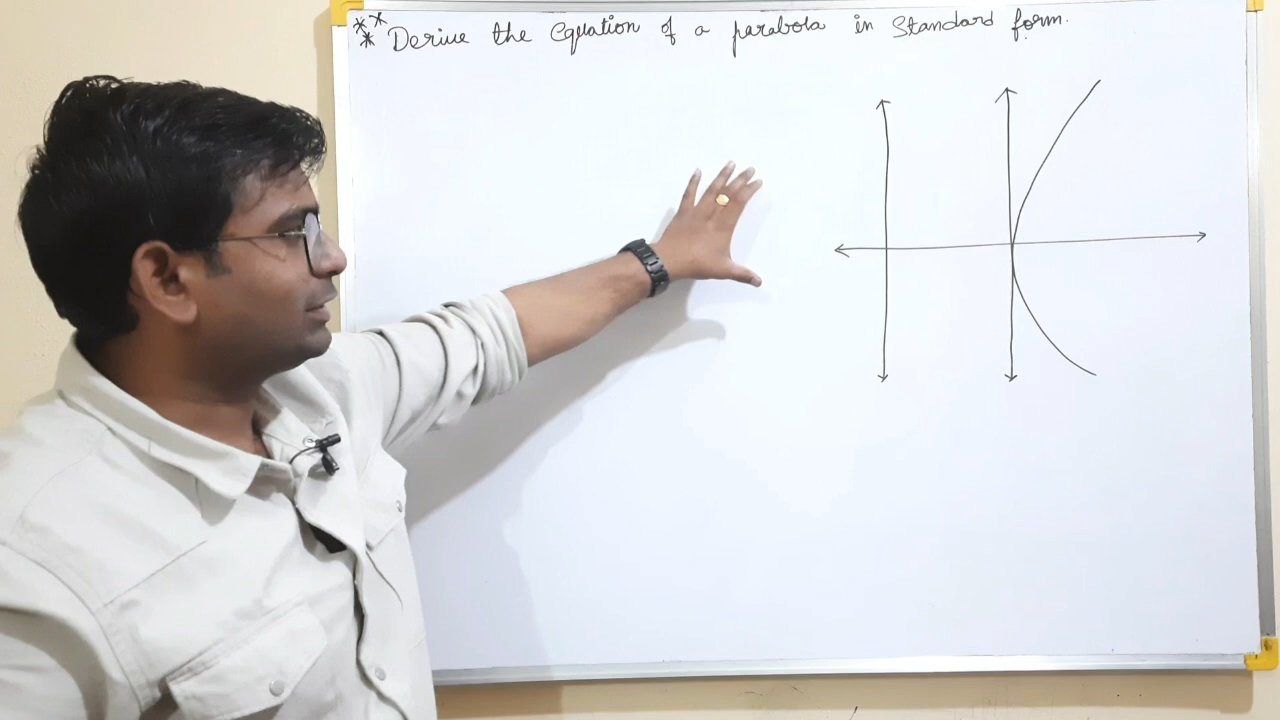 *** Derive the equation of a parabola in Standard form.